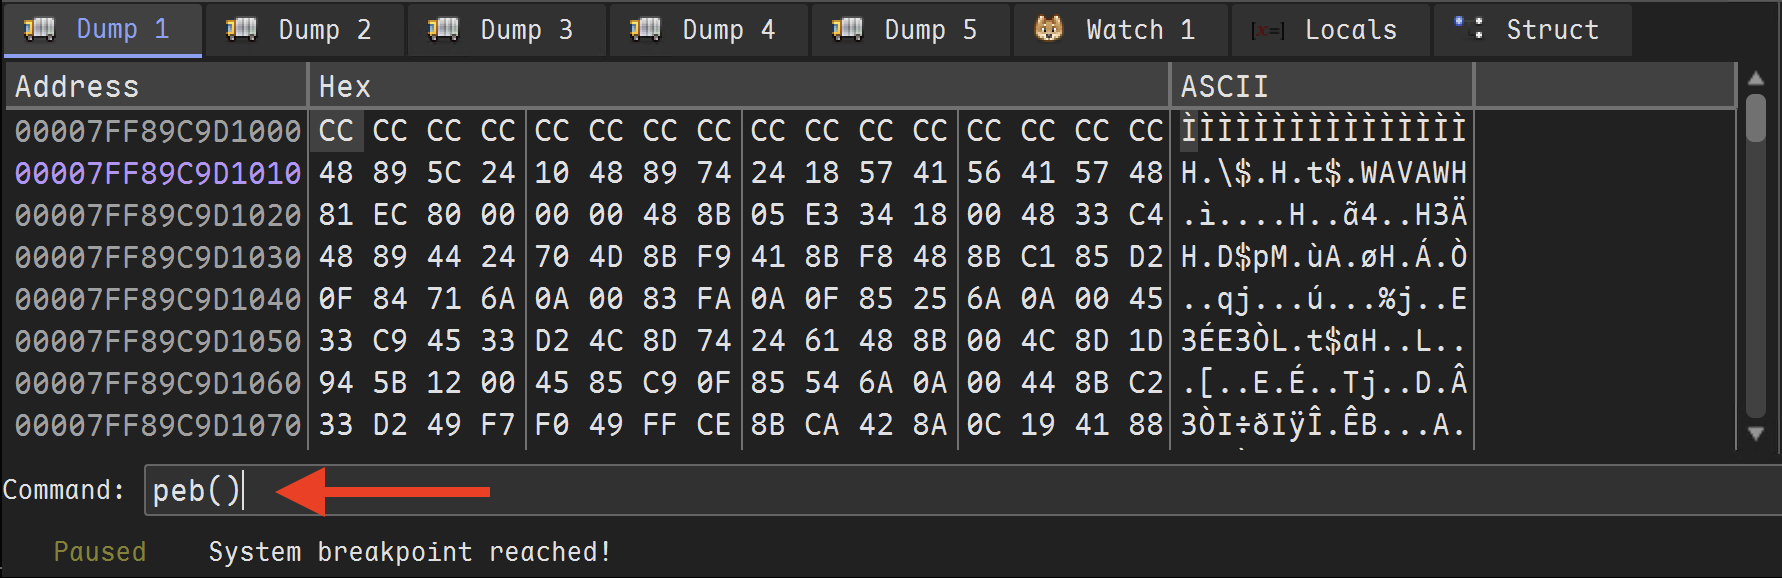 Dump 1 Dump 2 Dump 3 Dump 4 Dump 5 Watch 1 [x=] Locals Struct
Address Hex ASCII
00007FF89C9D1000 CC CC CC CC CC CC CC CC CC CC CC CC CC CC CC CC ÌÌÌÌÌÌÌÌÌÌÌÌÌÌÌÌ
00007FF89C9D1010 48 89 5C 24 10 48 89 74 24 18 57 41 56 41 57 48 H.\$.H.t$.WAVAWH
00007FF89C9D1020 81 EC 80 00 00 00 48 8B 05 E3 34 18 00 48 33 C4 .ì....H..ã4..H3Ä
00007FF89C9D1030 48 89 44 24 70 4D 8B F9 41 8B F8 48 8B C1 85 D2 H.D$pM.ùA.øH.Á.Ò
00007FF89C9D1040 0F 84 71 6A 0A 00 83 FA 0A 0F 85 25 6A 0A 00 45 ..qj...ú...%j..E
00007FF89C9D1050 33 C9 45 33 D2 4C 8D 74 24 61 48 8B 00 4C 8D 1D 3ÉE3ÒL.t$aH..L..
00007FF89C9D1060 94 5B 12 00 45 85 C9 0F 85 54 6A 0A 00 44 8B C2 .[..E.É..Tj..D.Â
00007FF89C9D1070 33 D2 49 F7 F0 49 FF CE 8B CA 42 8A 0C 19 41 88 3ÒI÷ðIÿÎ.ÊB...A.
Command: peb()
Paused System breakpoint reached!